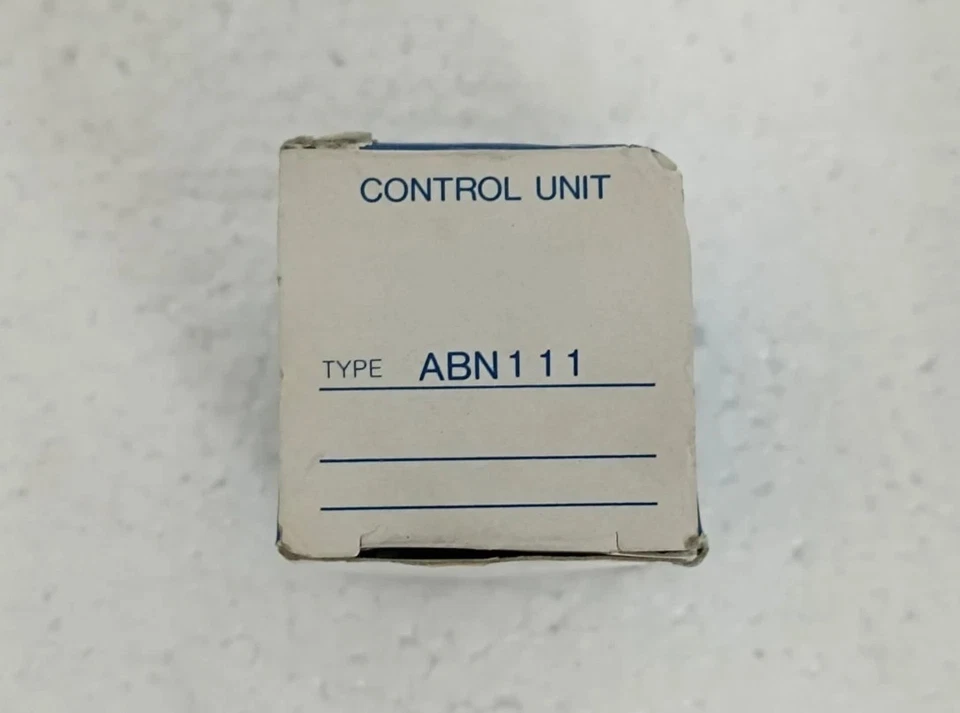 CONTROL UNIT
TYPE ABN111